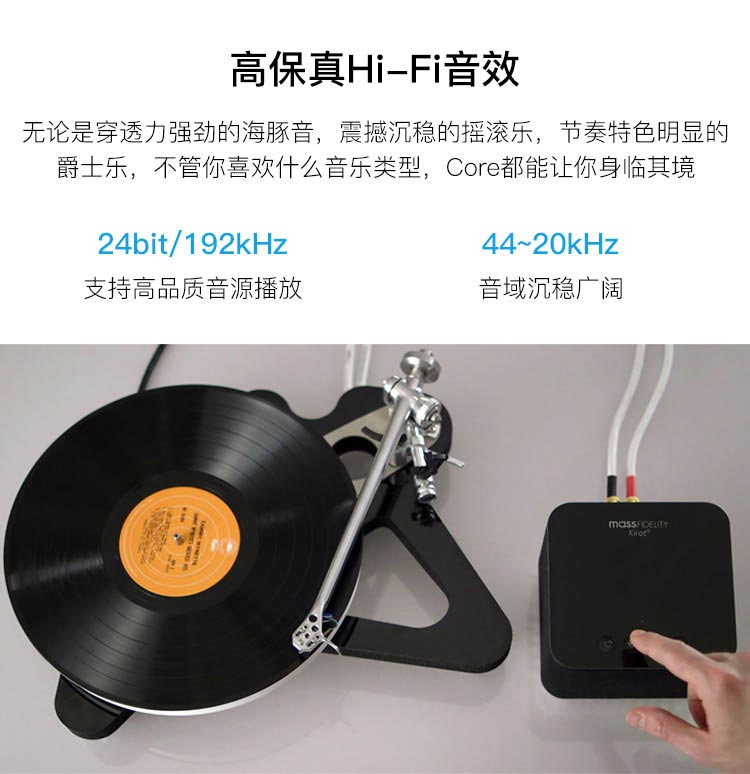 高保真Hi-Fi音效
无论是穿透力强劲的海豚音，震撼沉稳的摇滚乐，节奏特色明显的
爵士乐，不管你喜欢什么音乐类型，Core都能让你身临其境
24bit/192kHz
44~20kHz
支持高品质音源播放
音域沉稳广阔
massFIDELITY